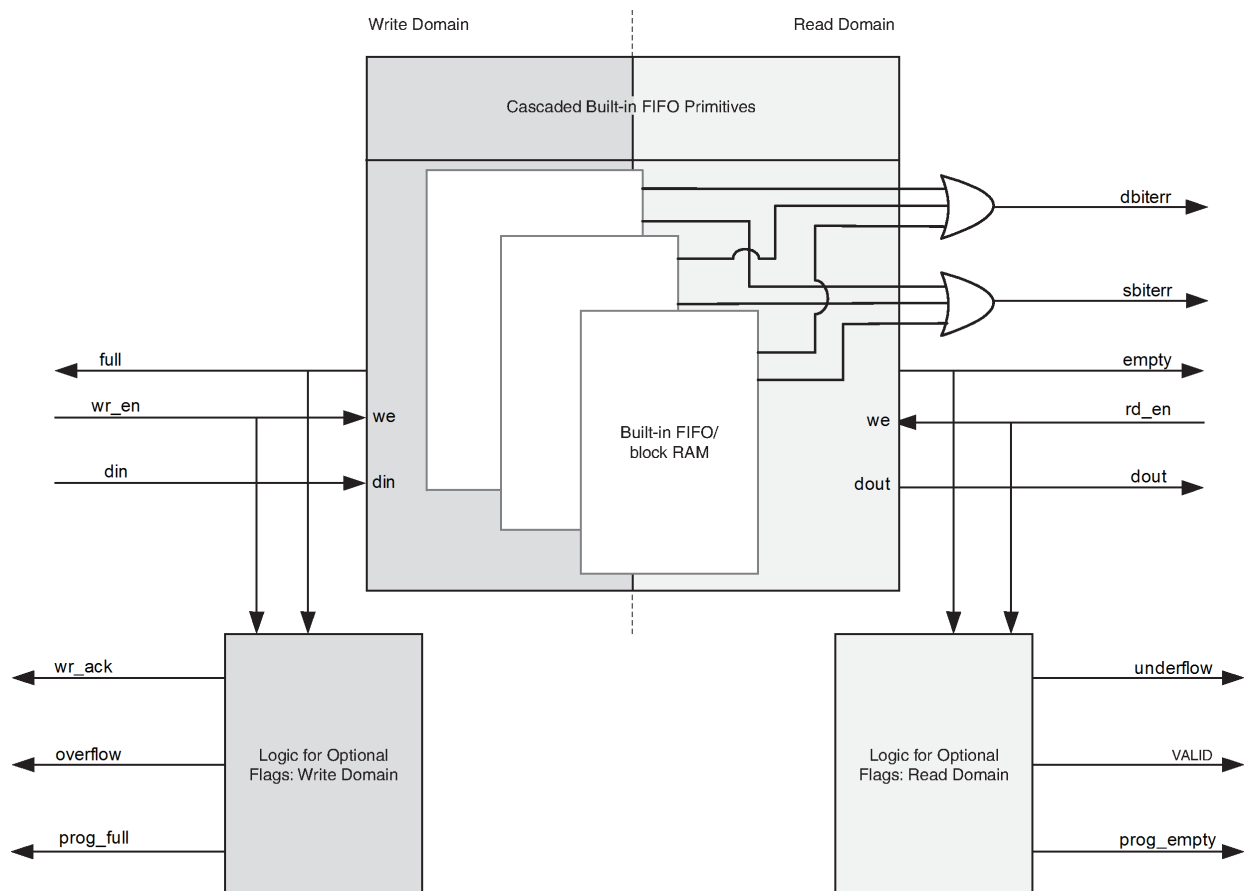 Write Domain
Read Domain
Cascaded Built-in FIFO Primitives
dbiterr
sbiterr
full
empty
wr_en
we
we
rd_en
Built-in FIFO/
block RAM
din
din
dout
dout
wr_ack
underflow
overflow
Logic for Optional
Flags: Write Domain
Logic for Optional
Flags: Read Domain
VALID
prog_full
prog_empty